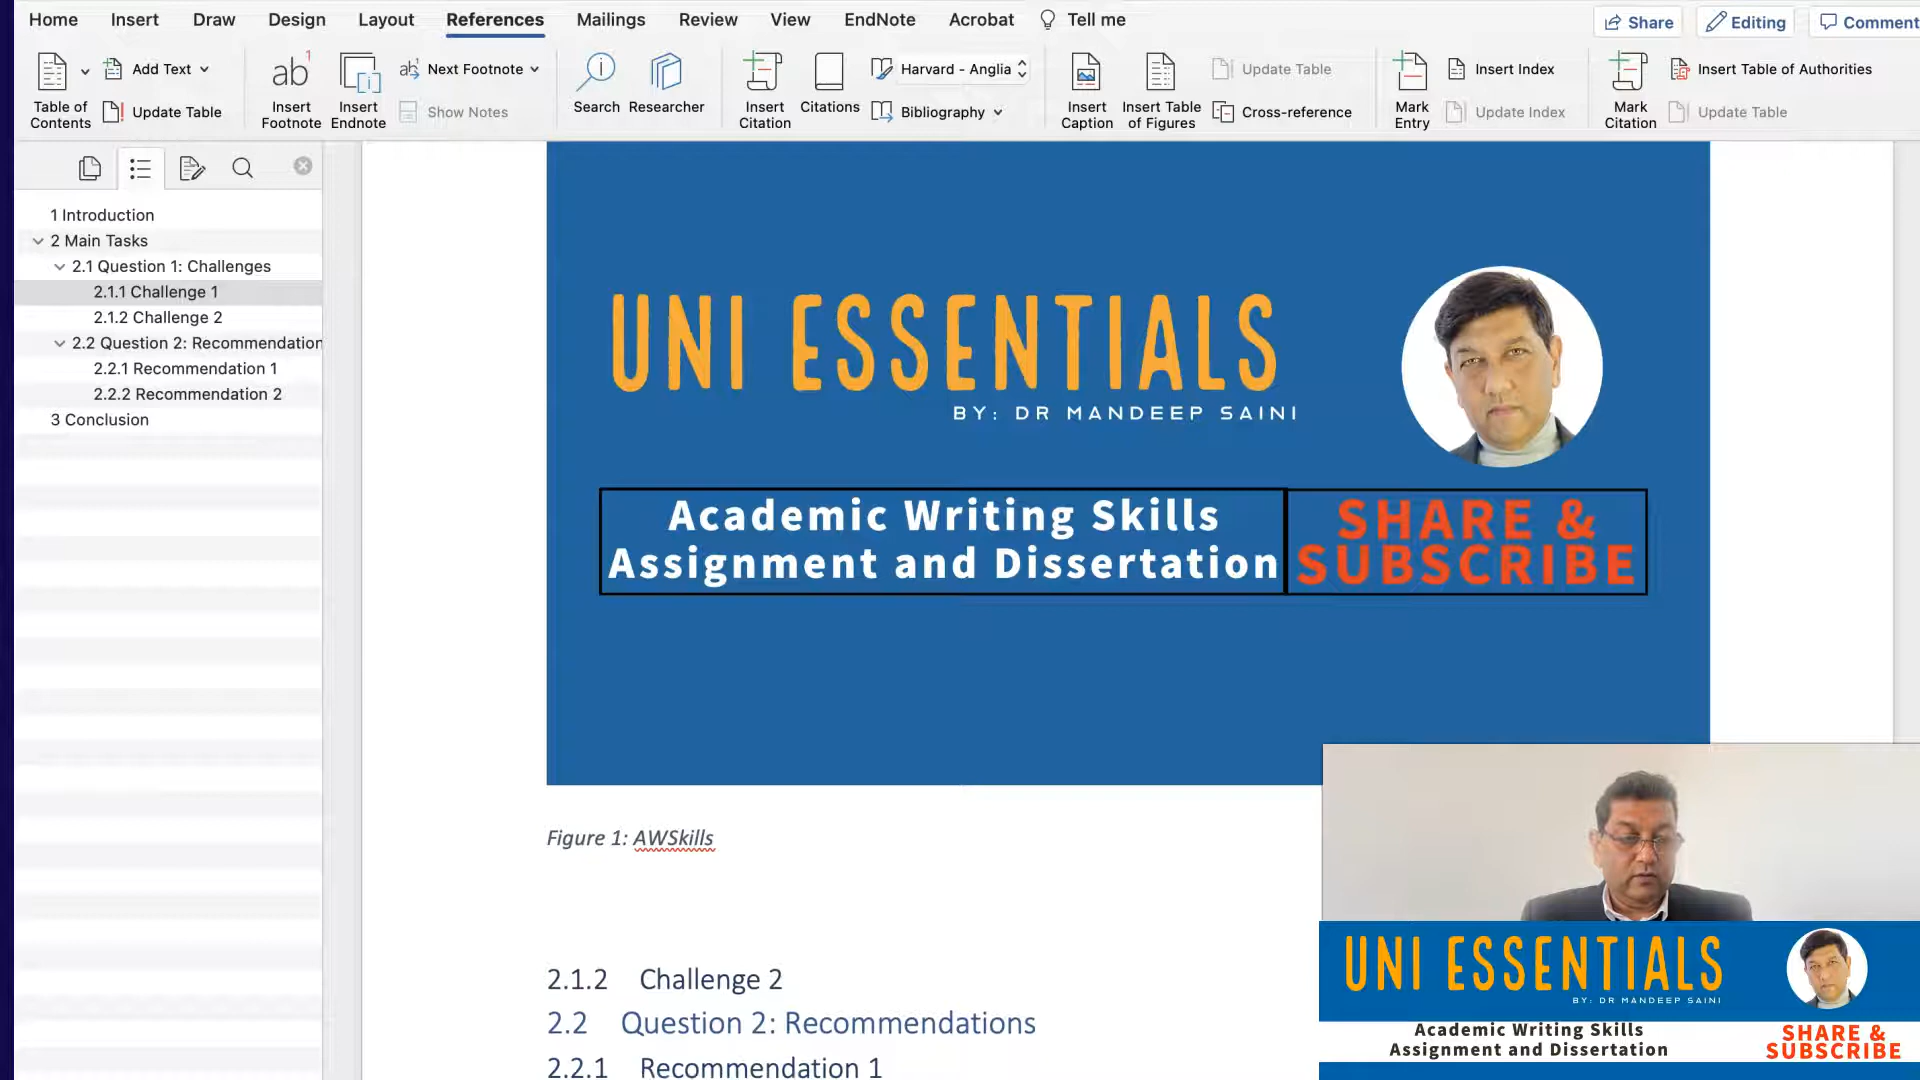 Home Insert Draw Design Layout References Mailings Review View EndNote Acrobat Tell me
Share Editing Comment
Table of Contents
Add Text
Update Table
ab 1
Insert Footnote
Insert Endnote
ab Next Footnote
Show Notes
Search
Researcher
Insert Citation
Citations
Harvard - Anglia
Bibliography
Insert Caption
Insert Table of Figures
Update Table
Cross-reference
Mark Entry
Insert Index
Update Index
Mark Citation
Insert Table of Authorities
Update Table
1 Introduction
2 Main Tasks
2.1 Question 1: Challenges
2.1.1 Challenge 1
2.1.2 Challenge 2
2.2 Question 2: Recommendation
2.2.1 Recommendation 1
2.2.2 Recommendation 2
3 Conclusion
UNI ESSENTIALS
BY: DR MANDEEP SAINI
Academic Writing Skills
Assignment and Dissertation
SHARE &
SUBSCRIBE
Figure 1: AWSkills
2.1.2 Challenge 2
2.2 Question 2: Recommendations
2.2.1 Recommendation 1
UNI ESSENTIALS
BY: DR MANDEEP SAINI
Academic Writing Skills
Assignment and Dissertation
SHARE &
SUBSCRIBE